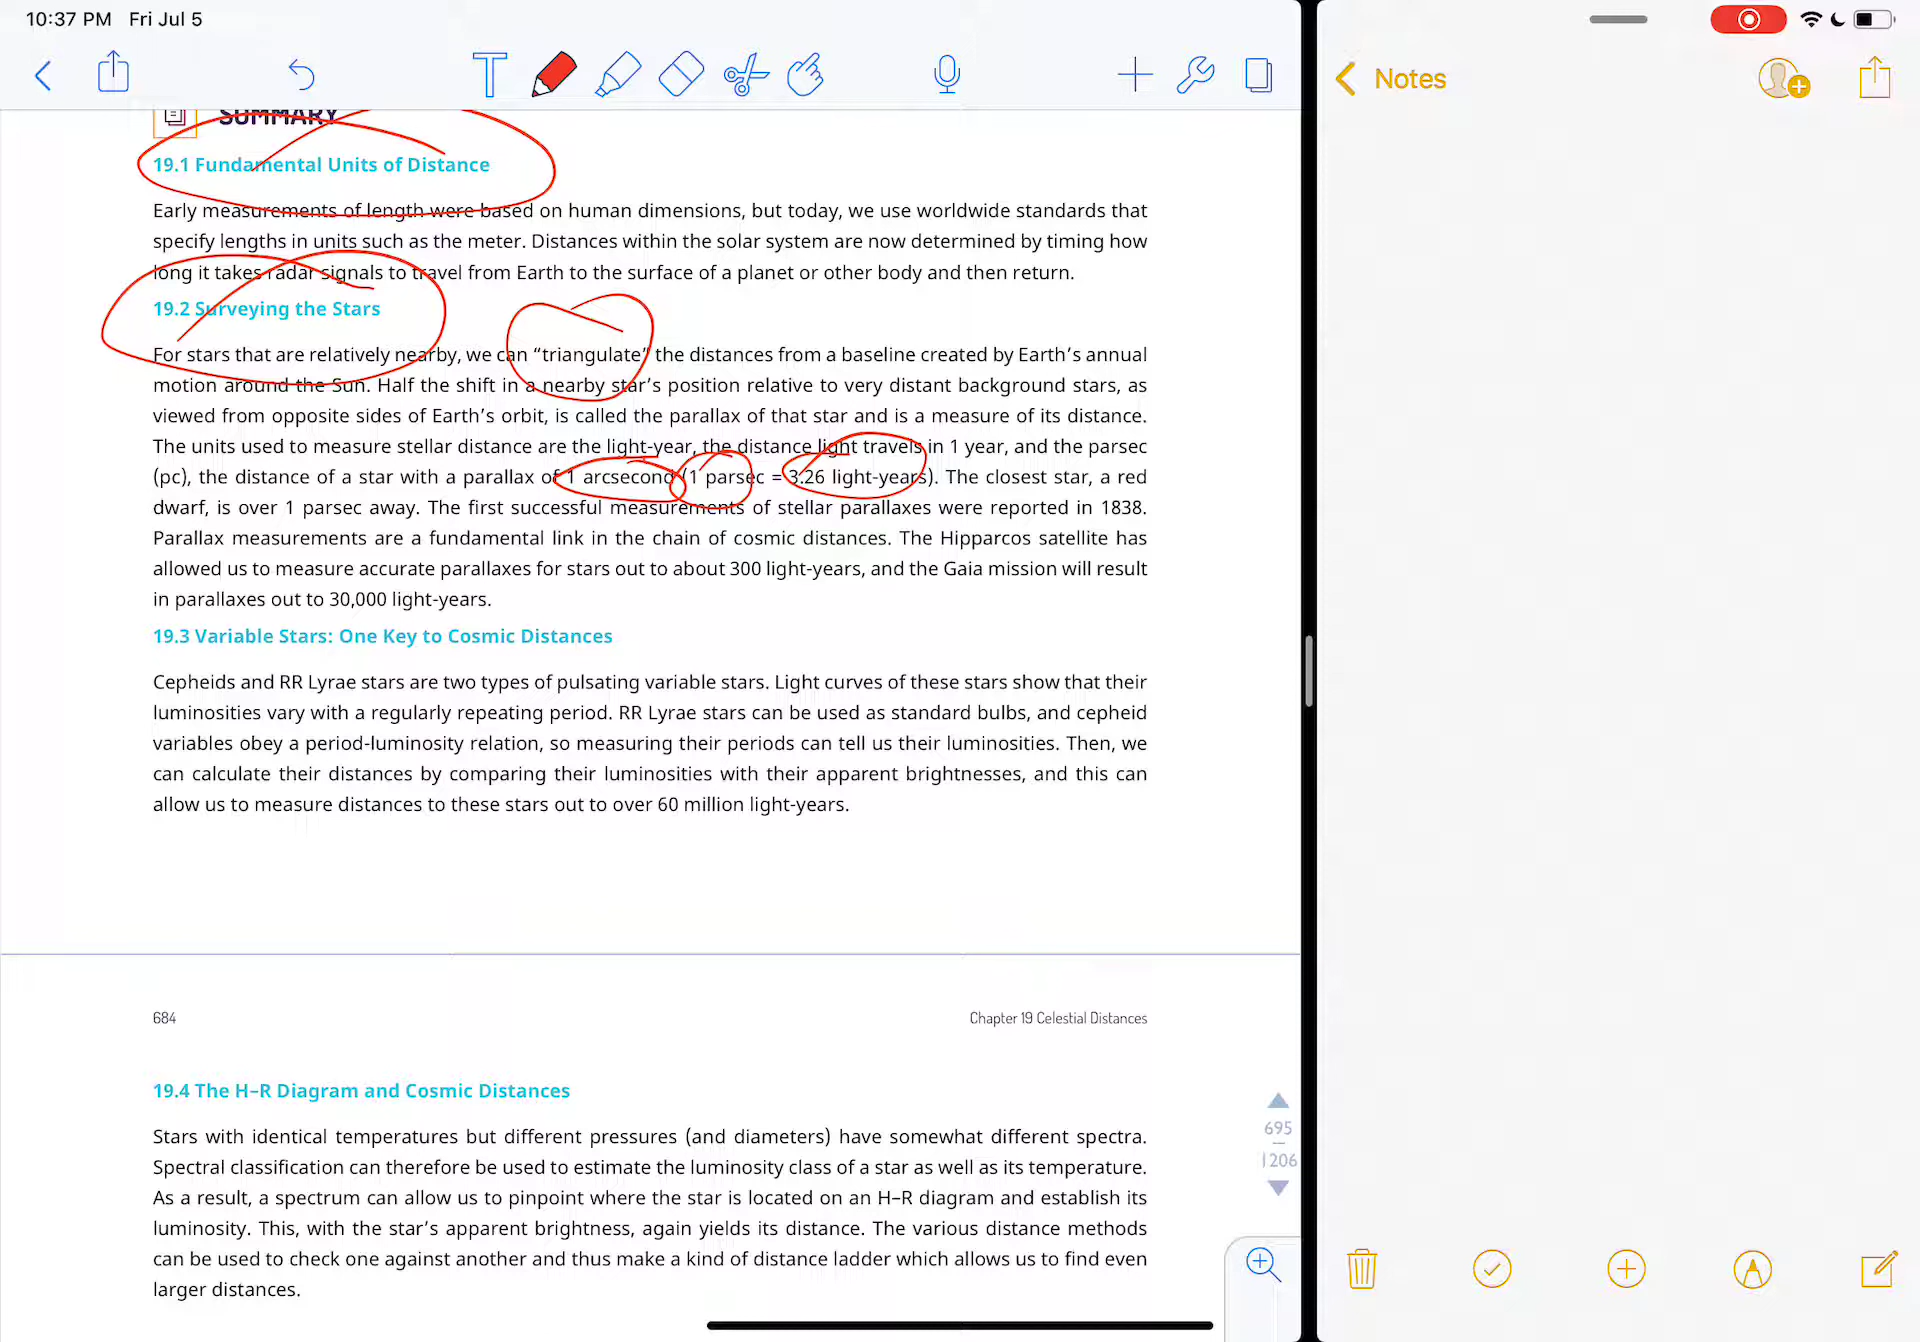 10:37 PM Fri Jul 5
Notes
SUMMARY
19.1 Fundamental Units of Distance
Early measurements of length were based on human dimensions, but today, we use worldwide standards that
specify lengths in units such as the meter. Distances within the solar system are now determined by timing how
long it takes radar signals to travel from Earth to the surface of a planet or other body and then return.
19.2 Surveying the Stars
For stars that are relatively nearby, we can “triangulate” the distances from a baseline created by Earth’s annual
motion around the Sun. Half the shift in a nearby star’s position relative to very distant background stars, as
viewed from opposite sides of Earth’s orbit, is called the parallax of that star and is a measure of its distance.
The units used to measure stellar distance are the light-year, the distance light travels in 1 year, and the parsec
(pc), the distance of a star with a parallax of 1 arcsecond (1 parsec = 3.26 light-years). The closest star, a red
dwarf, is over 1 parsec away. The first successful measurements of stellar parallaxes were reported in 1838.
Parallax measurements are a fundamental link in the chain of cosmic distances. The Hipparcos satellite has
allowed us to measure accurate parallaxes for stars out to about 300 light-years, and the Gaia mission will result
in parallaxes out to 30,000 light-years.
19.3 Variable Stars: One Key to Cosmic Distances
Cepheids and RR Lyrae stars are two types of pulsating variable stars. Light curves of these stars show that their
luminosities vary with a regularly repeating period. RR Lyrae stars can be used as standard bulbs, and cepheid
variables obey a period-luminosity relation, so measuring their periods can tell us their luminosities. Then, we
can calculate their distances by comparing their luminosities with their apparent brightnesses, and this can
allow us to measure distances to these stars out to over 60 million light-years.
684 Chapter 19 Celestial Distances
19.4 The H–R Diagram and Cosmic Distances
Stars with identical temperatures but different pressures (and diameters) have somewhat different spectra.
Spectral classification can therefore be used to estimate the luminosity class of a star as well as its temperature.
As a result, a spectrum can allow us to pinpoint where the star is located on an H–R diagram and establish its
luminosity. This, with the star’s apparent brightness, again yields its distance. The various distance methods
can be used to check one against another and thus make a kind of distance ladder which allows us to find even
larger distances.
695
1206